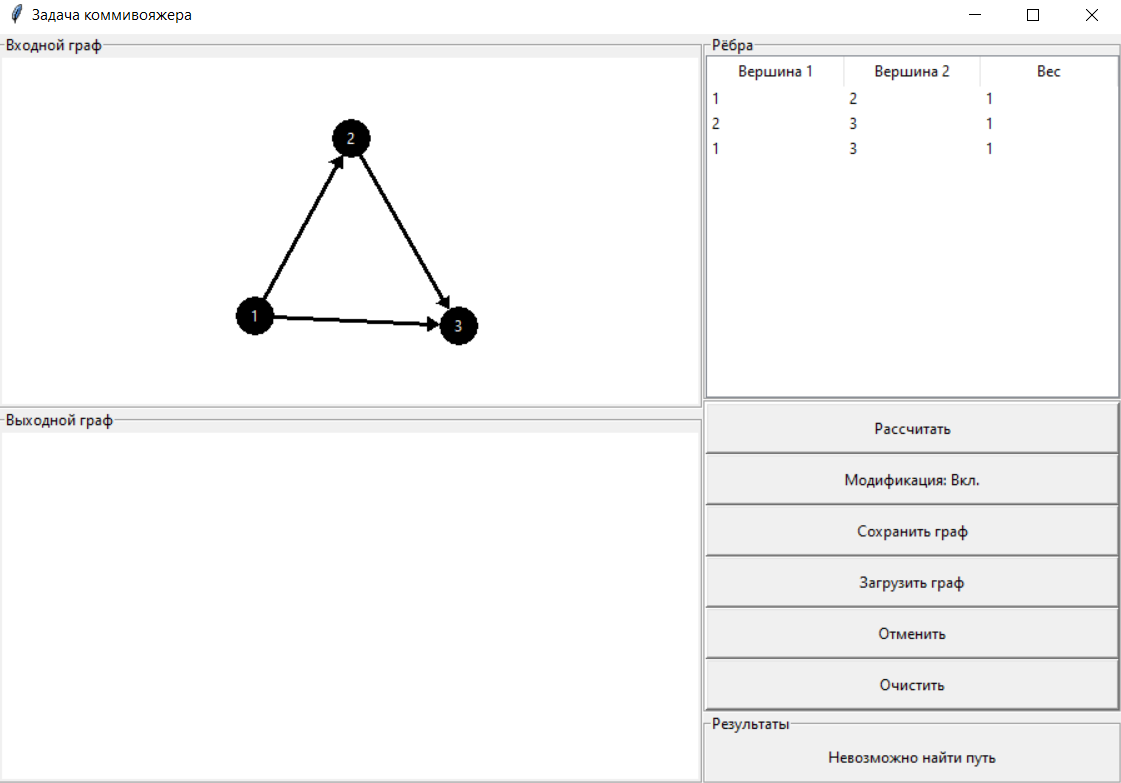 Задача коммивояжера
Входной граф
2
1
3
Выходной граф
Рёбра
Вершина 1 Вершина 2 Вес
1 2 1
2 3 1
1 3 1
Рассчитать
Модификация: Вкл.
Сохранить граф
Загрузить граф
Отменить
Очистить
Результаты
Невозможно найти путь